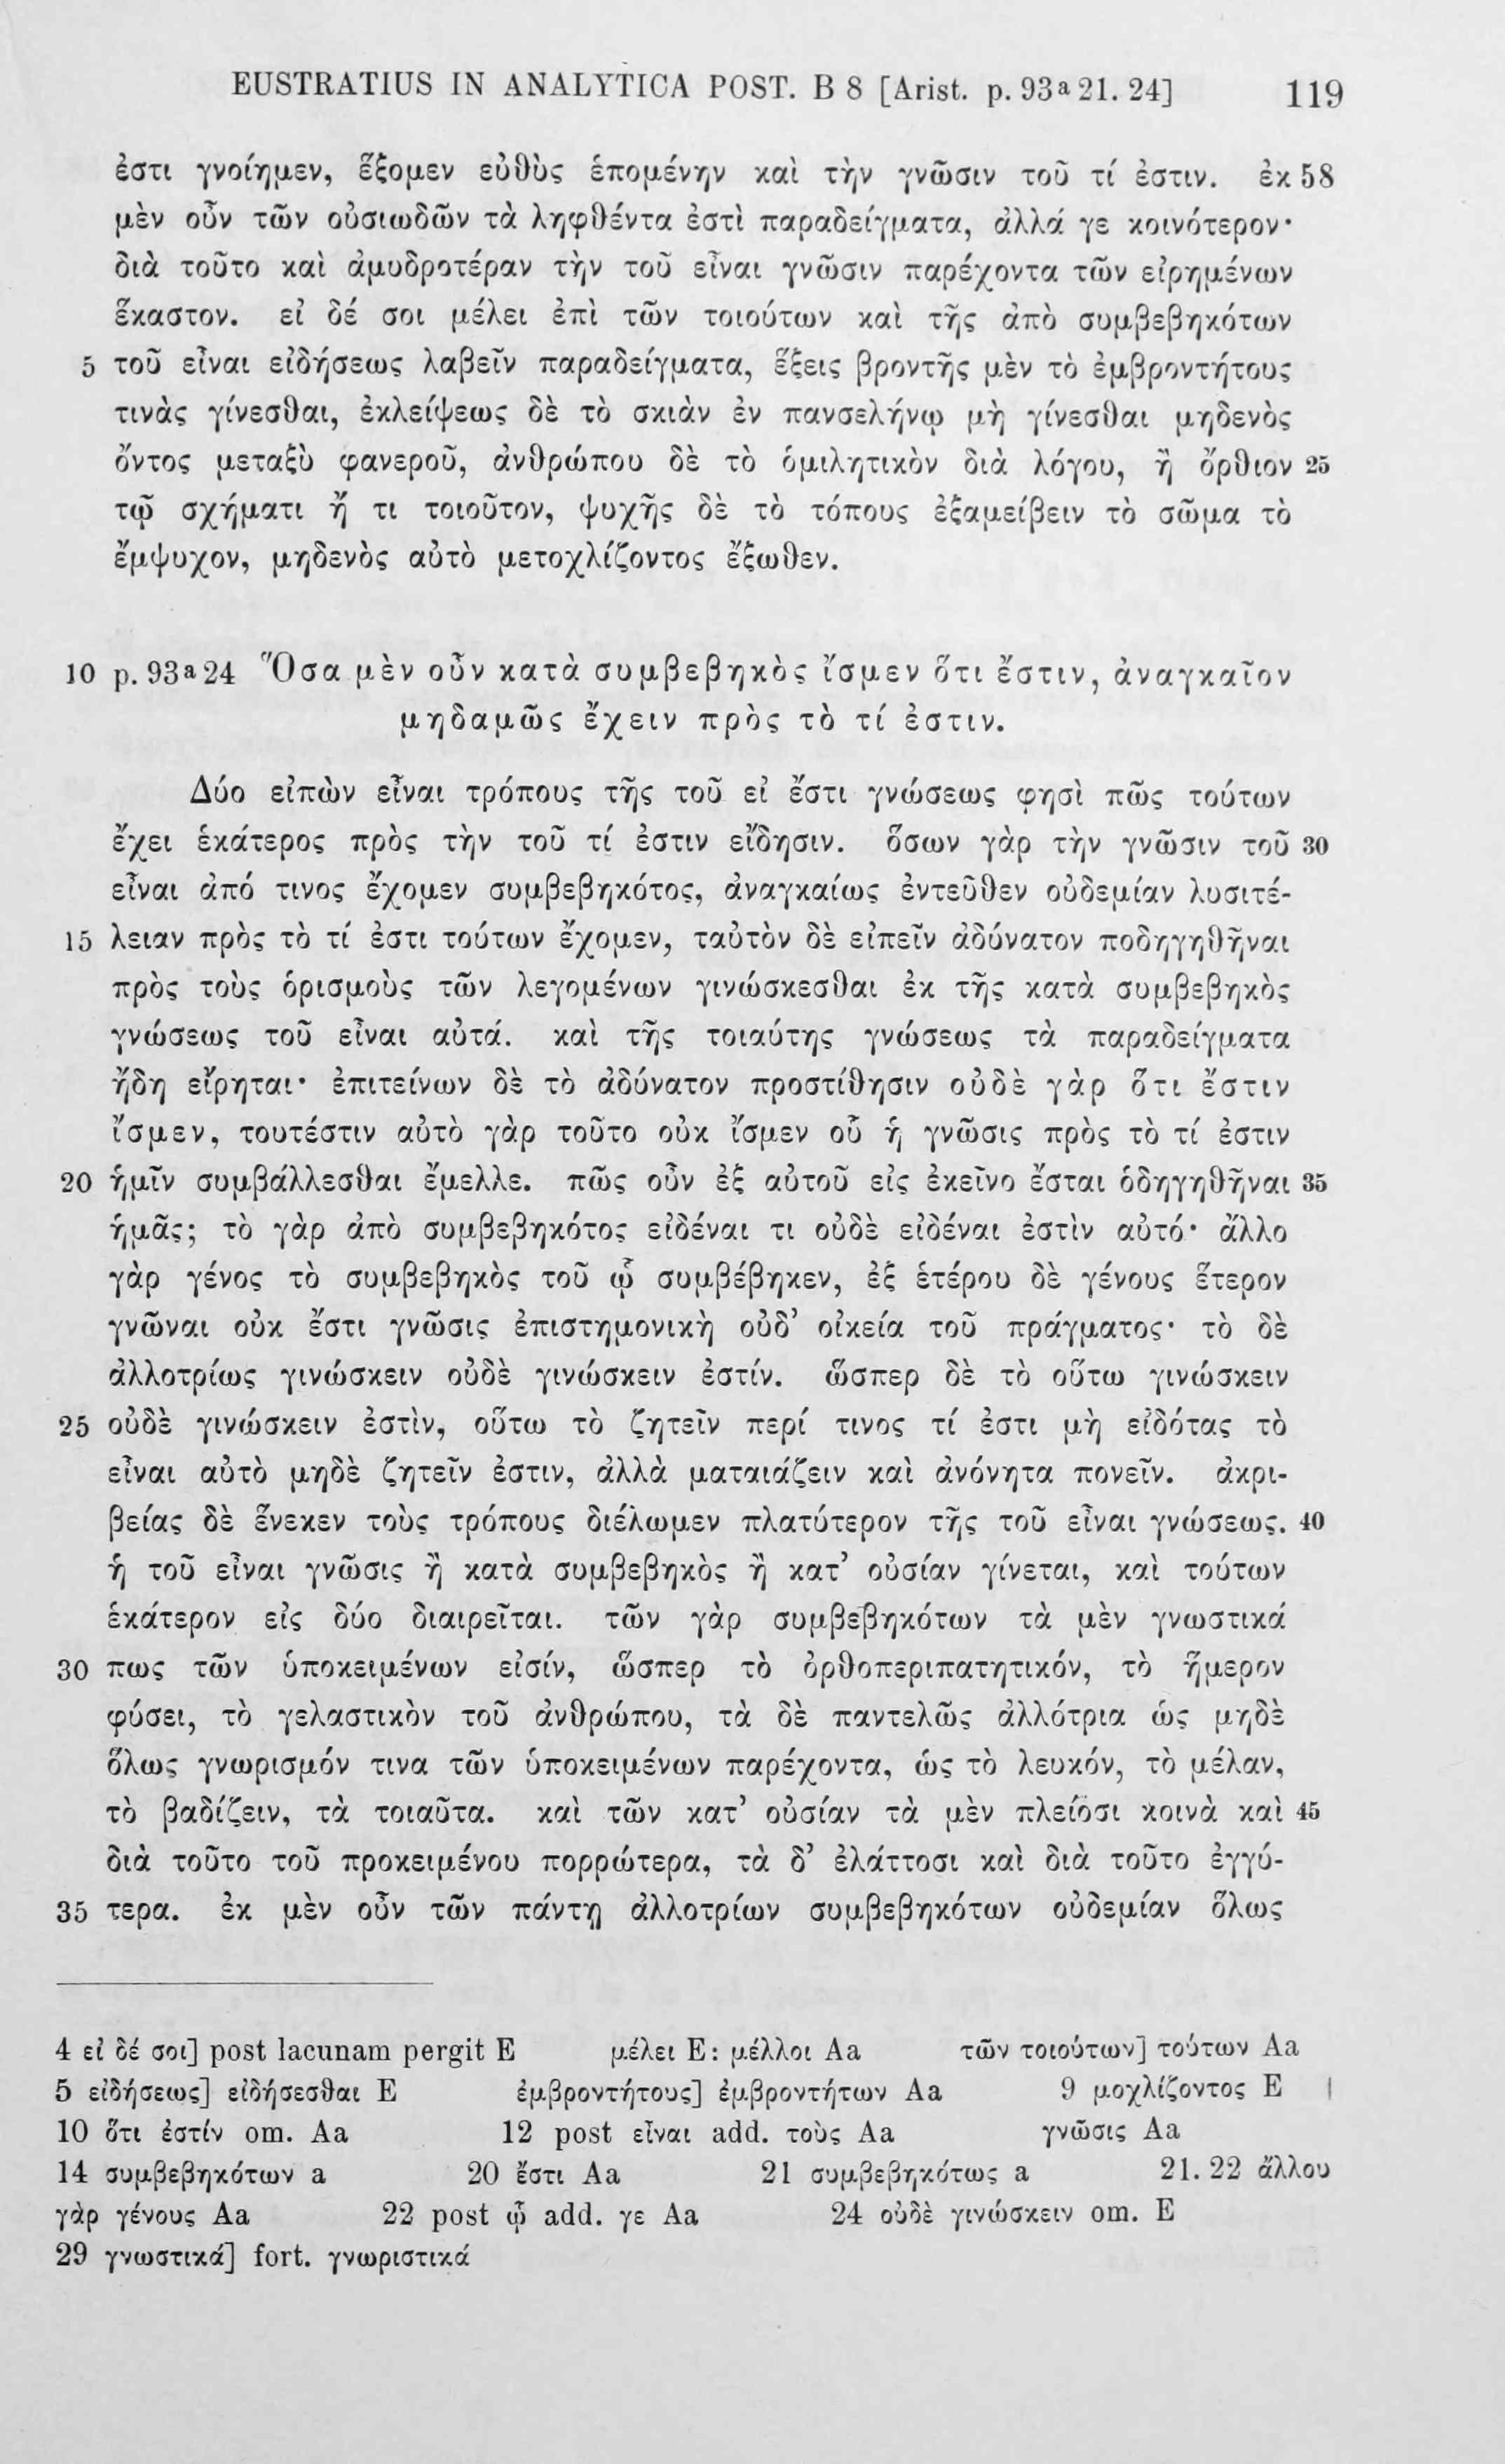 EUSTRATIUS IN ANALYTICA POST. B 8 [Arist. p. 93ᵃ21. 24] 119
ἐστι γνοίημεν, ἕξομεν εὐθὺς ἑπομένην καὶ τὴν γνῶσιν τοῦ τί ἐστιν. ἐκ 58
μὲν οὖν τῶν οὐσιωδῶν τὰ ληφθέντα ἐστὶ παραδείγματα, ἀλλά γε κοινότερον·
διὰ τοῦτο καὶ ἀμυδροτέραν τὴν τοῦ εἶναι γνῶσιν παρέχοντα τῶν εἰρημένων
ἕκαστον. εἰ δέ σοι μέλει ἐπὶ τῶν τοιούτων καὶ τῆς ἀπὸ συμβεβηκότων
5 τοῦ εἶναι εἰδήσεως λαβεῖν παραδείγματα, ἕξεις βροντῆς μὲν τὸ ἐμβροντήτους
τινὰς γίνεσθαι, ἐκλείψεως δὲ τὸ σκιὰν ἐν πανσελήνῳ μὴ γίνεσθαι μηδενὸς
ὄντος μεταξὺ φανεροῦ, ἀνθρώπου δὲ τὸ ὁμιλητικὸν διὰ λόγου, ἢ ὄρθιον 25
τῷ σχήματι ἤ τι τοιοῦτον, ψυχῆς δὲ τὸ τόπους ἐξαμείβειν τὸ σῶμα τὸ
ἔμψυχον, μηδενὸς αὐτὸ μετοχλίζοντος ἔξωθεν.
10 p. 93ᵃ24 Ὅσα μὲν οὖν κατὰ συμβεβηκὸς ἴσμεν ὅτι ἔστιν, ἀναγκαῖον
μηδαμῶς ἔχειν πρὸς τὸ τί ἐστιν.
Δύο εἰπὼν εἶναι τρόπους τῆς τοῦ εἰ ἔστι γνώσεως φησὶ πῶς τούτων
ἔχει ἑκάτερος πρὸς τὴν τοῦ τί ἐστιν εἴδησιν. ὅσων γὰρ τὴν γνῶσιν τοῦ 30
εἶναι ἀπό τινος ἔχομεν συμβεβηκότος, ἀναγκαίως ἐντεῦθεν οὐδεμίαν λυσιτέ-
15 λειαν πρὸς τὸ τί ἐστι τούτων ἔχομεν, ταὐτὸν δὲ εἰπεῖν ἀδύνατον ποδηγηθῆναι
πρὸς τοὺς ὁρισμοὺς τῶν λεγομένων γινώσκεσθαι ἐκ τῆς κατὰ συμβεβηκὸς
γνώσεως τοῦ εἶναι αὐτά. καὶ τῆς τοιαύτης γνώσεως τὰ παραδείγματα
ἤδη εἴρηται· ἐπιτείνων δὲ τὸ ἀδύνατον προστίθησιν οὐδὲ γὰρ ὅτι ἔστιν
ἴσμεν, τουτέστιν αὐτὸ γὰρ τοῦτο οὐκ ἴσμεν οὗ ἡ γνῶσις πρὸς τὸ τί ἐστιν
20 ἡμῖν συμβάλλεσθαι ἔμελλε. πῶς οὖν ἐξ αὐτοῦ εἰς ἐκεῖνο ἔσται ὁδηγηθῆναι 35
ἡμᾶς; τὸ γὰρ ἀπὸ συμβεβηκότος εἰδέναι τι οὐδὲ εἰδέναι ἐστὶν αὐτό· ἄλλο
γὰρ γένος τὸ συμβεβηκὸς τοῦ ᾧ συμβέβηκεν, ἐξ ἑτέρου δὲ γένους ἕτερον
γνῶναι οὐκ ἔστι γνῶσις ἐπιστημονικὴ οὐδ’ οἰκεία τοῦ πράγματος· τὸ δὲ
ἀλλοτρίως γινώσκειν οὐδὲ γινώσκειν ἐστίν. ὥσπερ δὲ τὸ οὕτω γινώσκειν
25 οὐδὲ γινώσκειν ἐστὶν, οὕτω τὸ ζητεῖν περί τινος τί ἐστι μὴ εἰδότας τὸ
εἶναι αὐτὸ μηδὲ ζητεῖν ἐστιν, ἀλλὰ ματαιάζειν καὶ ἀνόνητα πονεῖν. ἀκρι-
βείας δὲ ἕνεκεν τοὺς τρόπους διέλωμεν πλατύτερον τῆς τοῦ εἶναι γνώσεως. 40
ἡ τοῦ εἶναι γνῶσις ἢ κατὰ συμβεβηκὸς ἢ κατ’ οὐσίαν γίνεται, καὶ τούτων
ἑκάτερον εἰς δύο διαιρεῖται. τῶν γὰρ συμβεβηκότων τὰ μὲν γνωστικά
30 πως τῶν ὑποκειμένων εἰσίν, ὥσπερ τὸ ὀρθοπεριπατητικόν, τὸ ἥμερον
φύσει, τὸ γελαστικὸν τοῦ ἀνθρώπου, τὰ δὲ παντελῶς ἀλλότρια ὡς μηδὲ
ὅλως γνωρισμόν τινα τῶν ὑποκειμένων παρέχοντα, ὡς τὸ λευκόν, τὸ μέλαν,
τὸ βαδίζειν, τὰ τοιαῦτα. καὶ τῶν κατ’ οὐσίαν τὰ μὲν πλείοσι κοινὰ καὶ 45
διὰ τοῦτο τοῦ προκειμένου πορρώτερα, τὰ δ’ ἐλάττοσι καὶ διὰ τοῦτο ἐγγύ-
35 τερα. ἐκ μὲν οὖν τῶν πάντῃ ἀλλοτρίων συμβεβηκότων οὐδεμίαν ὅλως
4 εἰ δέ σοι] post lacunam pergit E μέλει E: μέλλοι Aa τῶν τοιούτων] τούτων Aa
5 εἰδήσεως] εἰδήσεσθαι E ἐμβροντήτους] ἐμβροντήτων Aa 9 μοχλίζοντος E
10 ὅτι ἐστίν om. Aa 12 post εἶναι add. τοὺς Aa γνῶσις Aa
14 συμβεβηκότων a 20 ἔστι Aa 21 συμβεβηκότως a 21. 22 ἄλλου
γὰρ γένους Aa 22 post ᾧ add. γε Aa 24 οὐδὲ γινώσκειν om. E
29 γνωστικά] fort. γνωριστικά